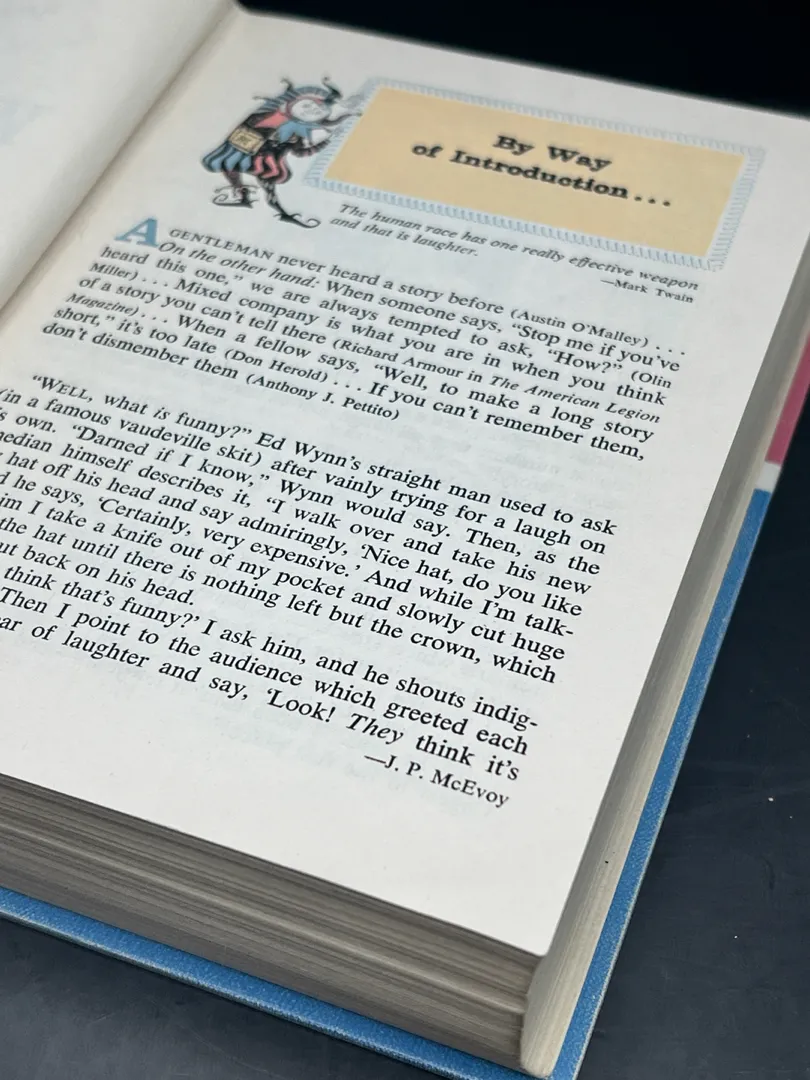 By Way
of Introduction...
The human race has one really effective weapon
and that is laughter.
—Mark Twain
A GENTLEMAN never heard a story before (Austin O'Malley) . . .
On the other hand: When someone says, "Stop me if you've
heard this one," we are always tempted to ask, "How?" (Olin
Miller) . . . Mixed company is what you are in when you think
of a story you can't tell there (Richard Armour in The American Legion
Magazine) . . . When a fellow says, "Well, to make a long story
short," it's too late (Don Herold) . . . If you can't remember them,
don't dismember them (Anthony J. Pettito)
"WELL, what is funny?" Ed Wynn's straight man used to ask
(in a famous vaudeville skit) after vainly trying for a laugh on
own. "Darned if I know," Wynn would say. Then, as the
himself describes it, "I walk over and take his new
hat off his head and say admiringly, 'Nice hat, do you like
he says, 'Certainly, very expensive.' And while I'm talk-
I take a knife out of my pocket and slowly cut huge
the hat until there is nothing left but the crown, which
back on his head.
think that's funny?' I ask him, and he shouts indig-
Then I point to the audience which greeted each
of laughter and say, 'Look! They think it's
—J. P. McEvoy